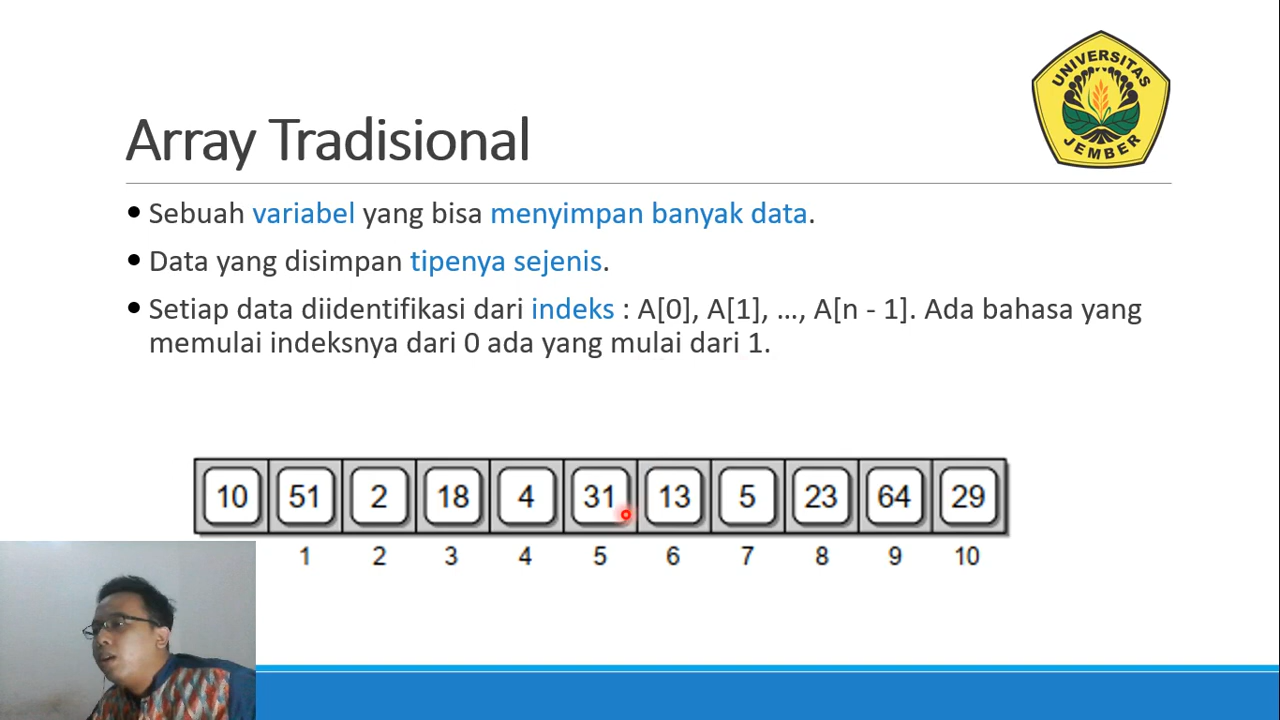 UNIVERSITAS
JEMBER
Array Tradisional
• Sebuah variabel yang bisa menyimpan banyak data.
• Data yang disimpan tipenya sejenis.
• Setiap data diidentifikasi dari indeks : A[0], A[1], …, A[n - 1]. Ada bahasa yang
memulai indeksnya dari 0 ada yang mulai dari 1.
10 51 2 18 4 31 13 5 23 64 29
1 2 3 4 5 6 7 8 9 10